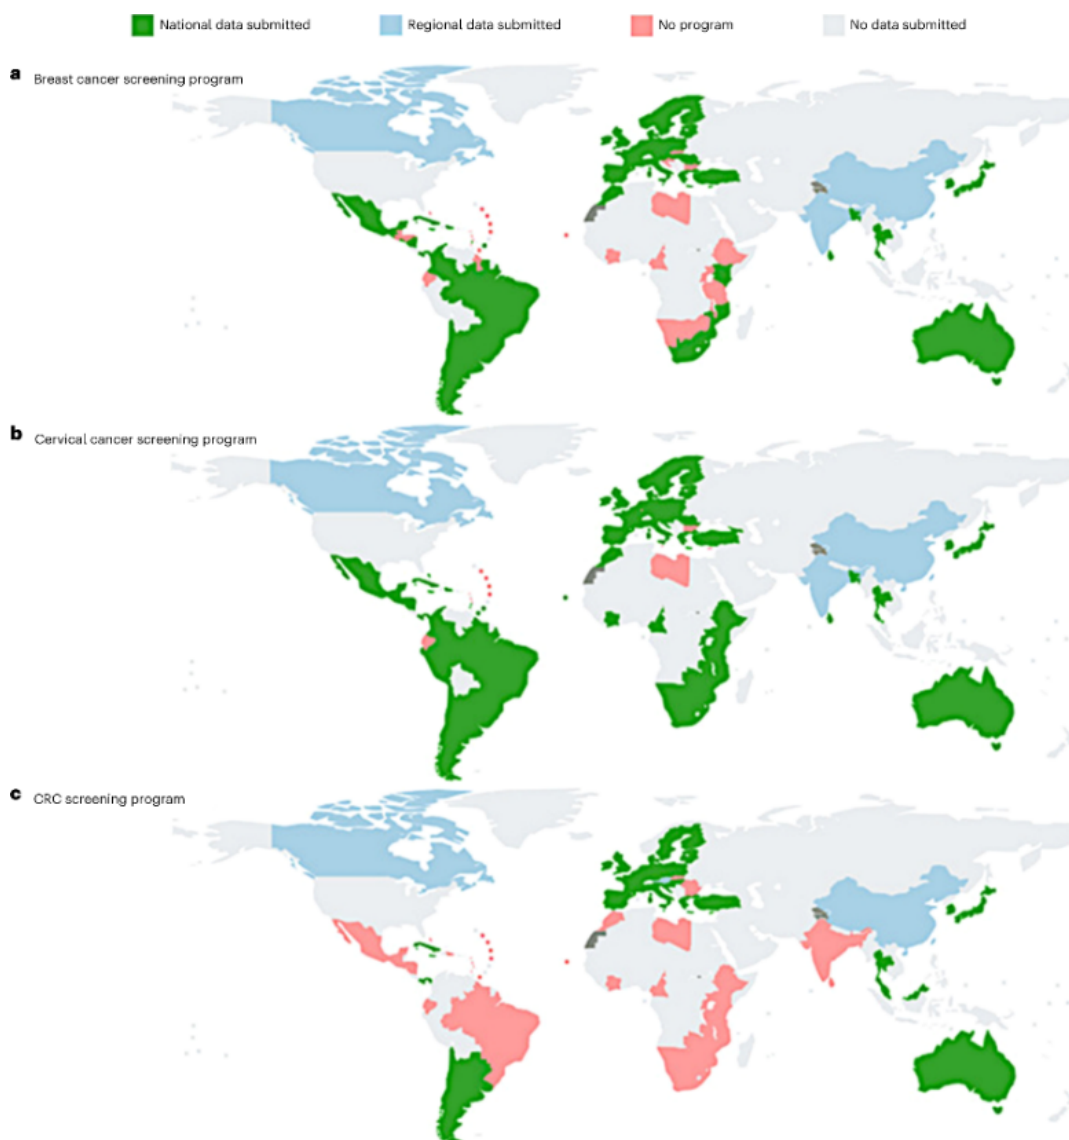 National data submitted
Regional data submitted
No program
No data submitted
a Breast cancer screening program
b Cervical cancer screening program
c CRC screening program